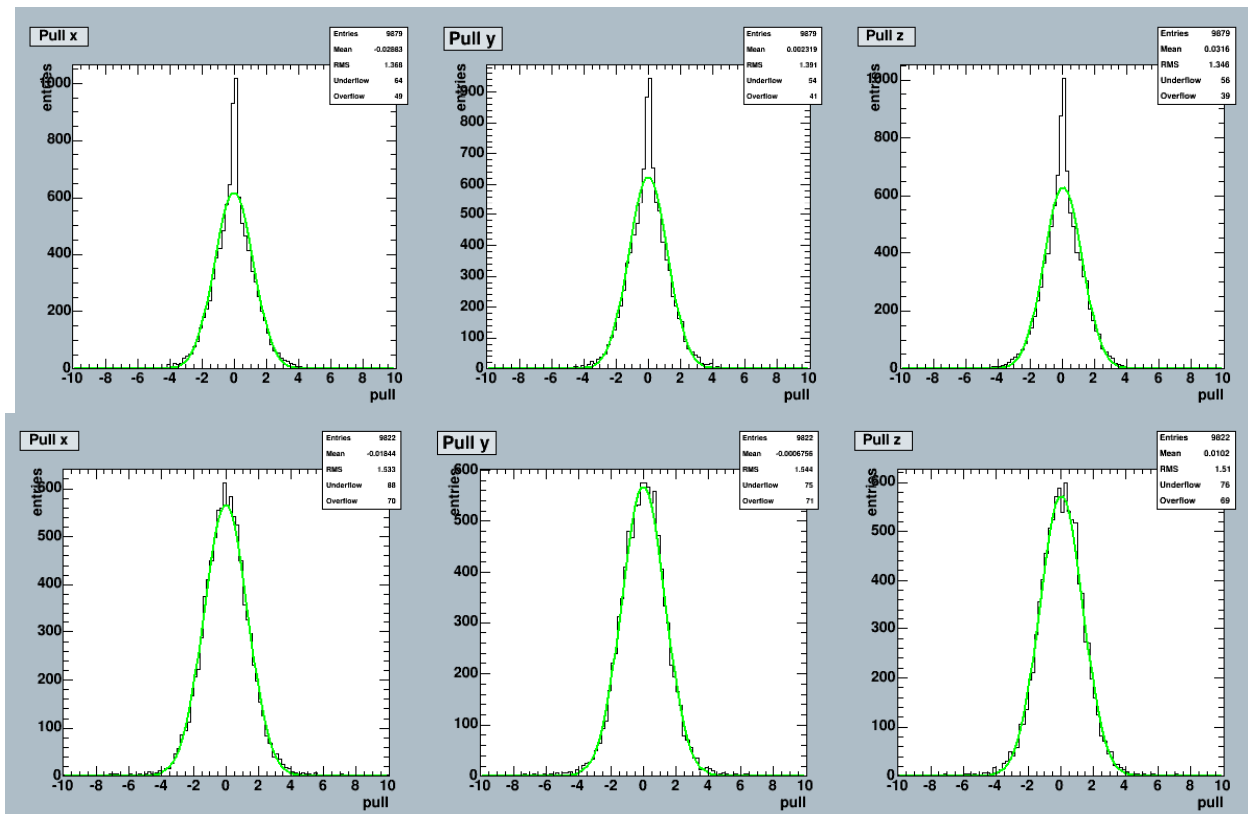 Pull x
Entries 9879
Mean -0.02883
RMS 1.368
Underflow 64
Overflow 49
entries
1000
800
600
400
200
0
-10 -8 -6 -4 -2 0 2 4 6 8 10
pull
Pull y
Entries 9879
Mean 0.002319
RMS 1.391
Underflow 54
Overflow 41
entries
900
800
700
600
500
400
300
200
100
0
-10 -8 -6 -4 -2 0 2 4 6 8 10
pull
Pull z
Entries 9879
Mean 0.0316
RMS 1.346
Underflow 56
Overflow 39
entries
1000
800
600
400
200
0
-10 -8 -6 -4 -2 0 2 4 6 8 10
pull
Pull x
Entries 9822
Mean -0.01844
RMS 1.533
Underflow 88
Overflow 70
entries
600
500
400
300
200
100
0
-10 -8 -6 -4 -2 0 2 4 6 8 10
pull
Pull y
Entries 9822
Mean -0.0006756
RMS 1.544
Underflow 75
Overflow 71
entries
600
500
400
300
200
100
0
-10 -8 -6 -4 -2 0 2 4 6 8 10
pull
Pull z
Entries 9822
Mean 0.0102
RMS 1.51
Underflow 76
Overflow 69
entries
600
500
400
300
200
100
0
-10 -8 -6 -4 -2 0 2 4 6 8 10
pull